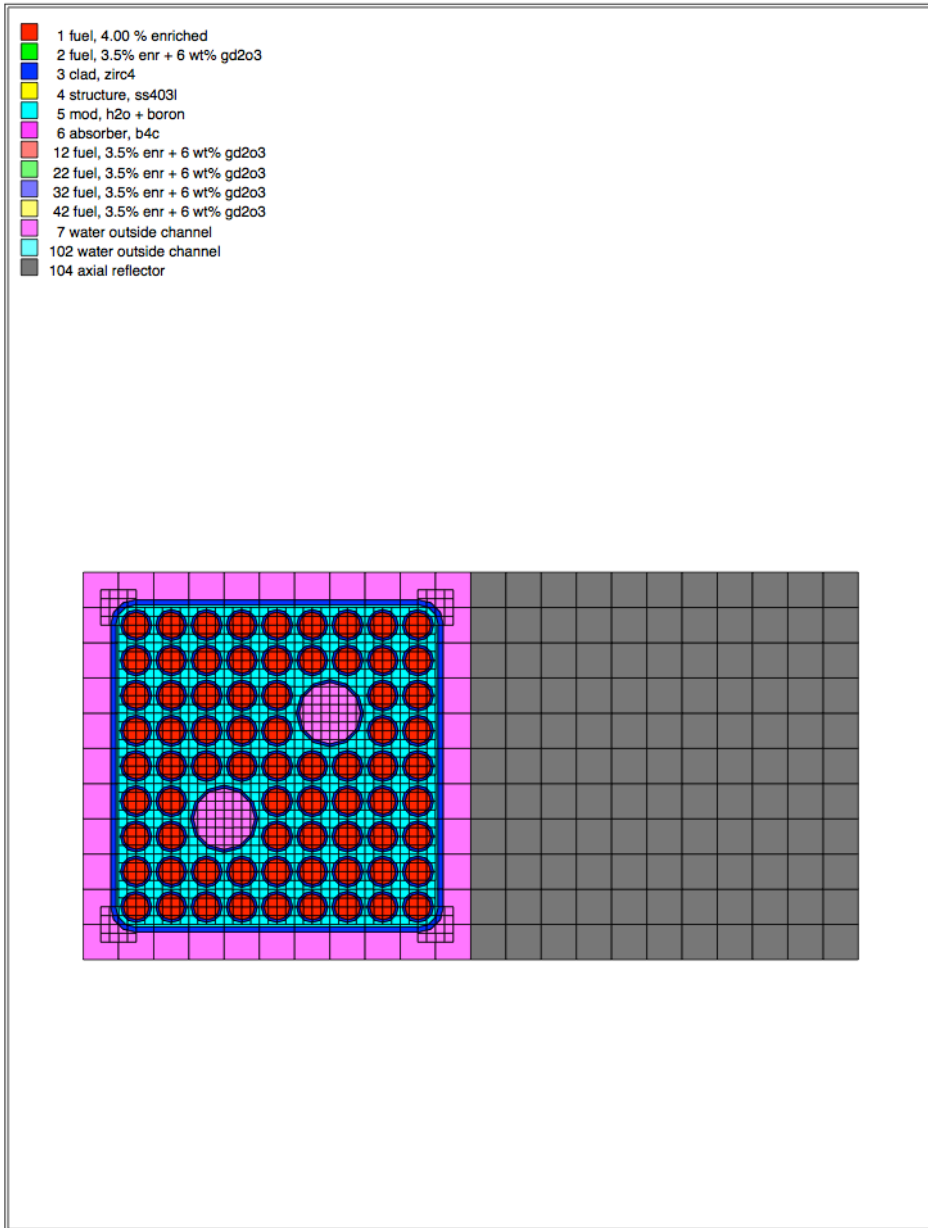 1 fuel, 4.00 % enriched
2 fuel, 3.5% enr + 6 wt% gd2o3
3 clad, zirc4
4 structure, ss403l
5 mod, h2o + boron
6 absorber, b4c
12 fuel, 3.5% enr + 6 wt% gd2o3
22 fuel, 3.5% enr + 6 wt% gd2o3
32 fuel, 3.5% enr + 6 wt% gd2o3
42 fuel, 3.5% enr + 6 wt% gd2o3
7 water outside channel
102 water outside channel
104 axial reflector